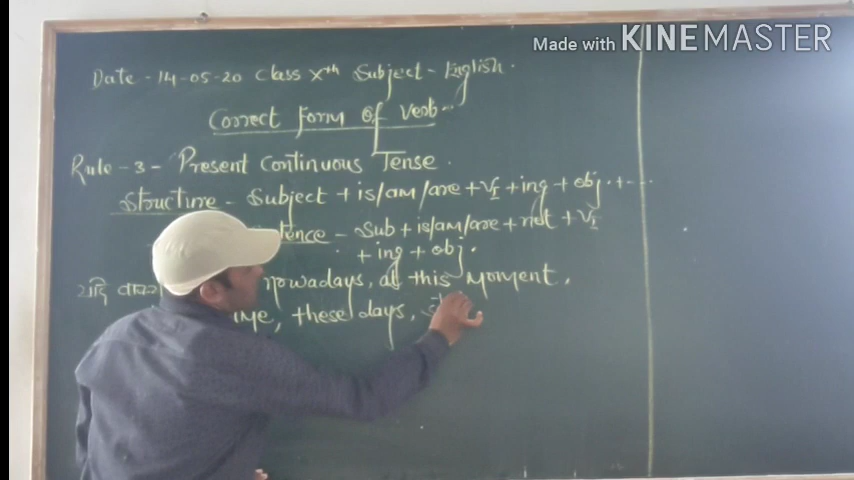 Made with KINEMASTER
Date - 14-05-20 Class Xth Subject - English.
Correct form of Verb -
Rule - 3 - Present Continuous Tense.
Structure - Subject + is/am/are + V1 + ing + obj. + ....
Sub + is/am/are + not + V1
+ ing + obj.
यदि nowadays, at this moment,
these days,